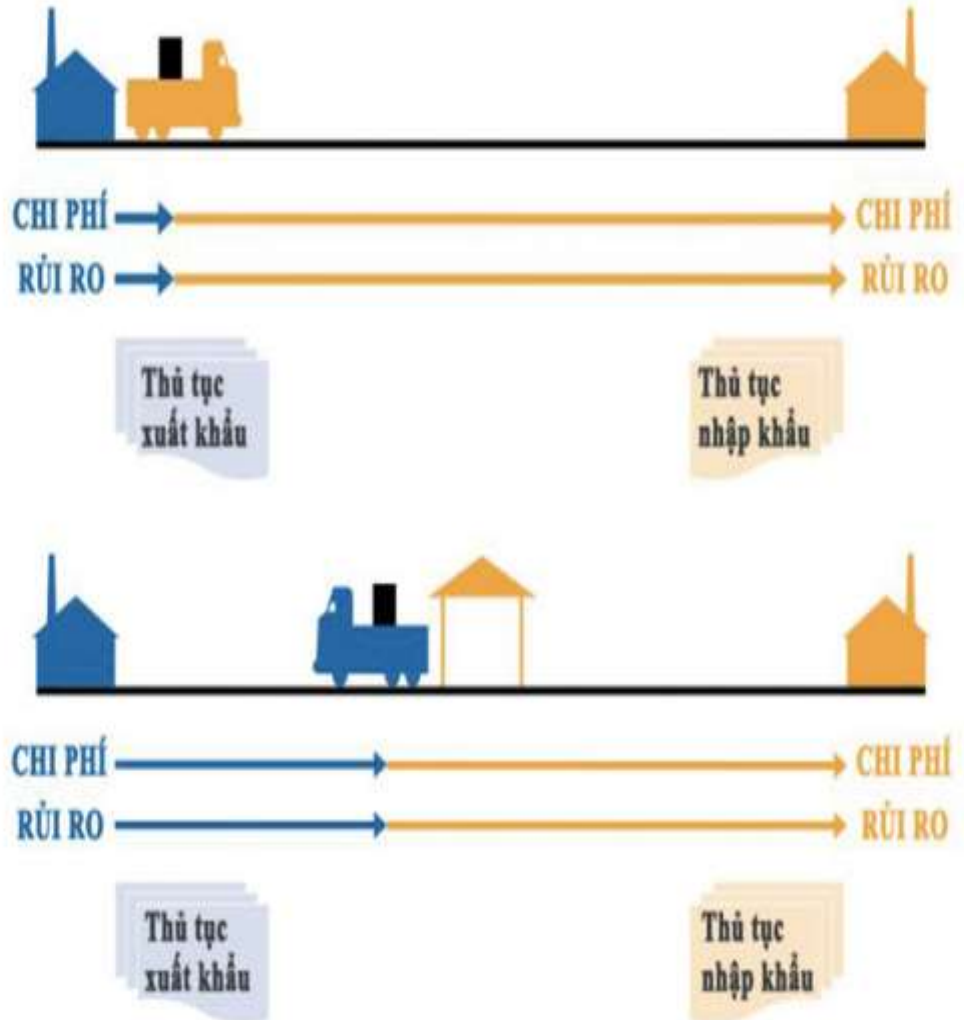 CHI PHÍ CHI PHÍ
RỦI RO RỦI RO
Thủ tục
xuất khẩu
Thủ tục
nhập khẩu
CHI PHÍ CHI PHÍ
RỦI RO RỦI RO
Thủ tục
xuất khẩu
Thủ tục
nhập khẩu